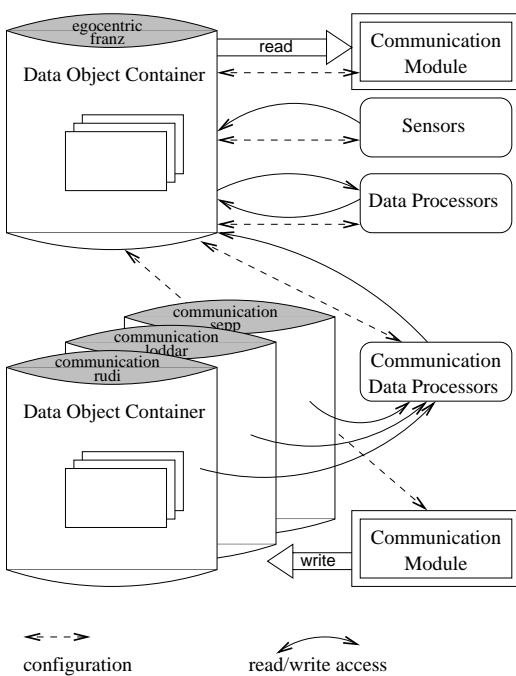 egocentric
franz
Data Object Container
read
Communication
Module
Sensors
Data Processors
communication
sepp
communication
loddar
communication
rudi
Data Object Container
Communication
Data Processors
Communication
Module
write
configuration
read/write access